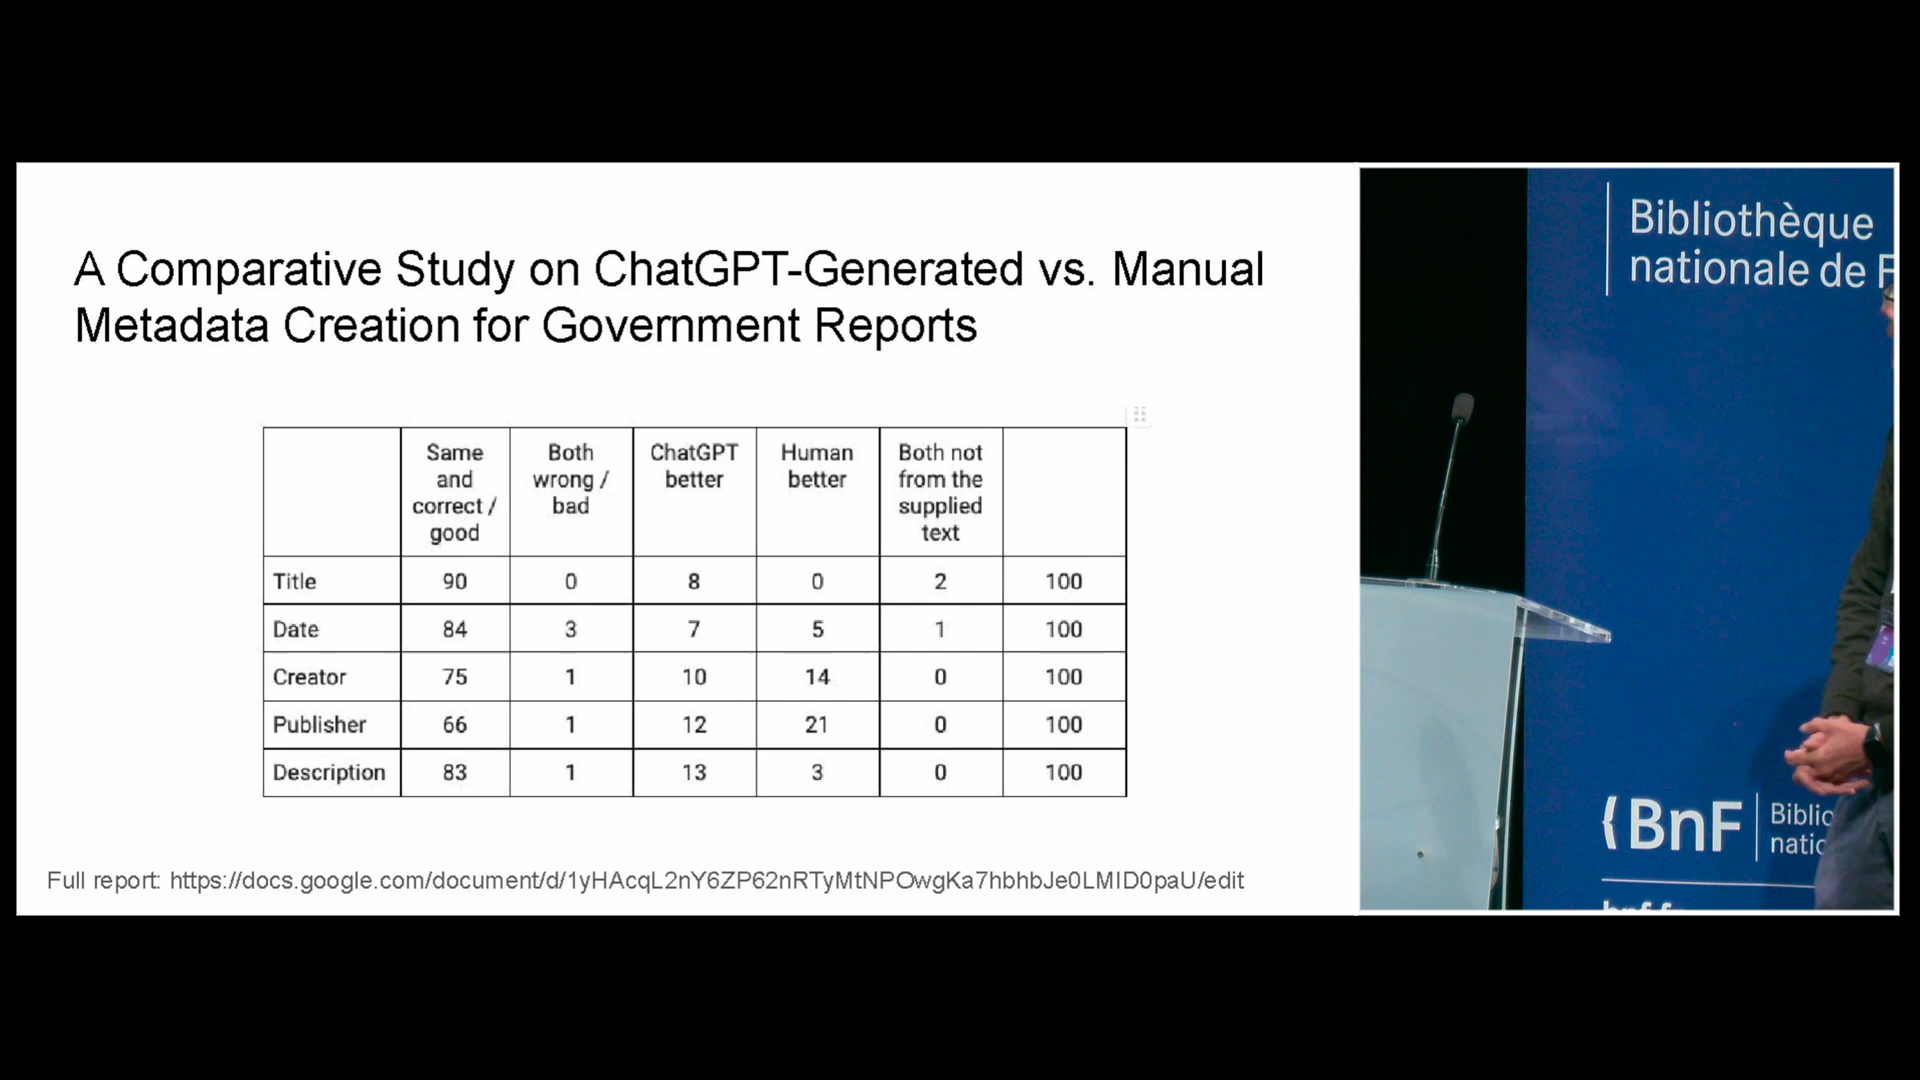 A Comparative Study on ChatGPT-Generated vs. Manual
Metadata Creation for Government Reports
Same and correct / good | Both wrong / bad | ChatGPT better | Human better | Both not from the supplied text
Title 90 0 8 0 2 100
Date 84 3 7 5 1 100
Creator 75 1 10 14 0 100
Publisher 66 1 12 21 0 100
Description 83 1 13 3 0 100
Full report: https://docs.google.com/document/d/1yHAcqL2nY6ZP62nRTyMtNPOwgKa7hbhbJe0LMID0paU/edit
Bibliothèque
nationale de F
{BnF
Biblio
natio